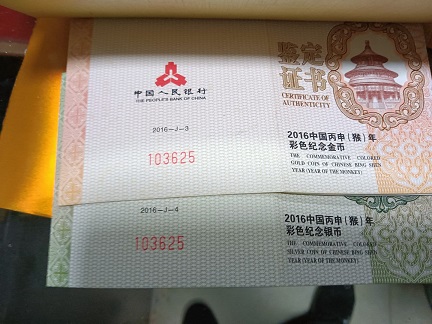 鉴定
证书
CERTIFICATE OF
AUTHENTICITY
中国人民银行
THE PEOPLE'S BANK OF CHINA
2016-J-3
103625
2016中国丙申(猴)年
彩色纪念金币
THE COMMEMORATIVE COLORED
GOLD COIN OF CHINESE BING SHEN
YEAR (YEAR OF THE MONKEY)
2016-J-4
103625
2016中国丙申(猴)年
彩色纪念银币
THE COMMEMORATIVE COLORED
SILVER COIN OF CHINESE BING SHEN
YEAR (YEAR OF THE MONKEY)